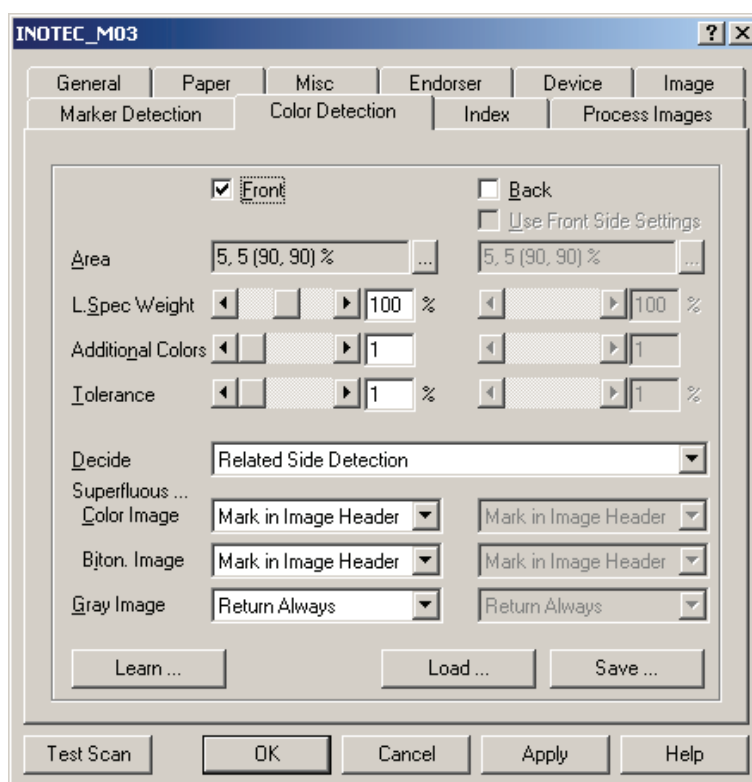 INOTEC_M03
General Paper Misc Endorser Device Image
Marker Detection Color Detection Index Process Images
Front Back
Use Front Side Settings
Area 5, 5 (90, 90) % ... 5, 5 (90, 90) % ...
L.Spec Weight 100 % 100 %
Additional Colors 1 1
Tolerance 1 % 1 %
Decide Related Side Detection
Superfluous ...
Color Image Mark in Image Header Mark in Image Header
Biton. Image Mark in Image Header Mark in Image Header
Gray Image Return Always Return Always
Learn ... Load ... Save ...
Test Scan OK Cancel Apply Help